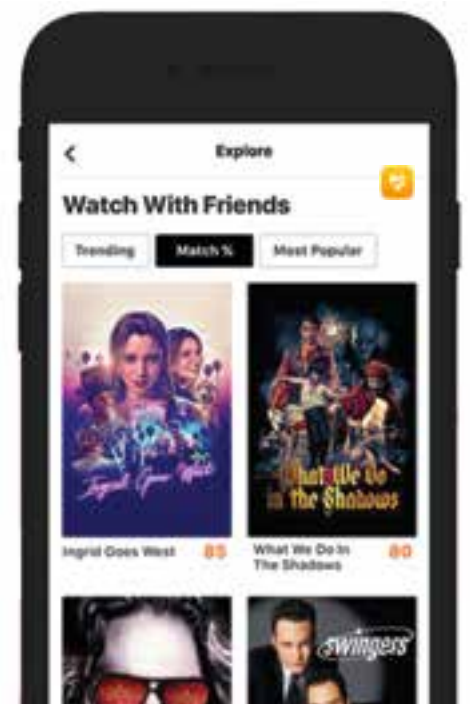 Explore
Watch With Friends
Trending
Match %
Most Popular
Ingrid Goes West
What We Do
in the Shadows
Ingrid Goes West
85
What We Do In
The Shadows
80
swingers